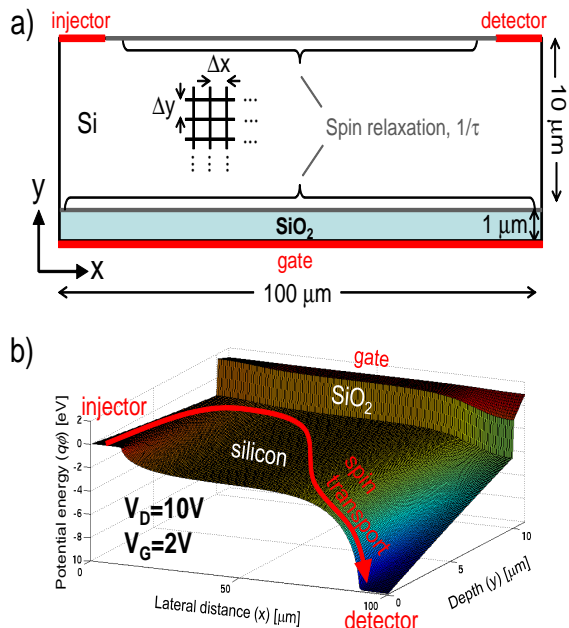 a)
injector
detector
Δx
Δy
...
...
...
Si
Spin relaxation, 1/τ
10 μm
y
SiO2
1 μm
x
gate
100 μm
b)
gate
injector
SiO2
silicon
spin
transport
Potential energy (qϕ) [eV]
2
0
-2
-4
-6
-8
10
VD=10V
VG=2V
0
50
100
0
5
10
Lateral distance (x) [μm]
Depth (y) [μm]
detector